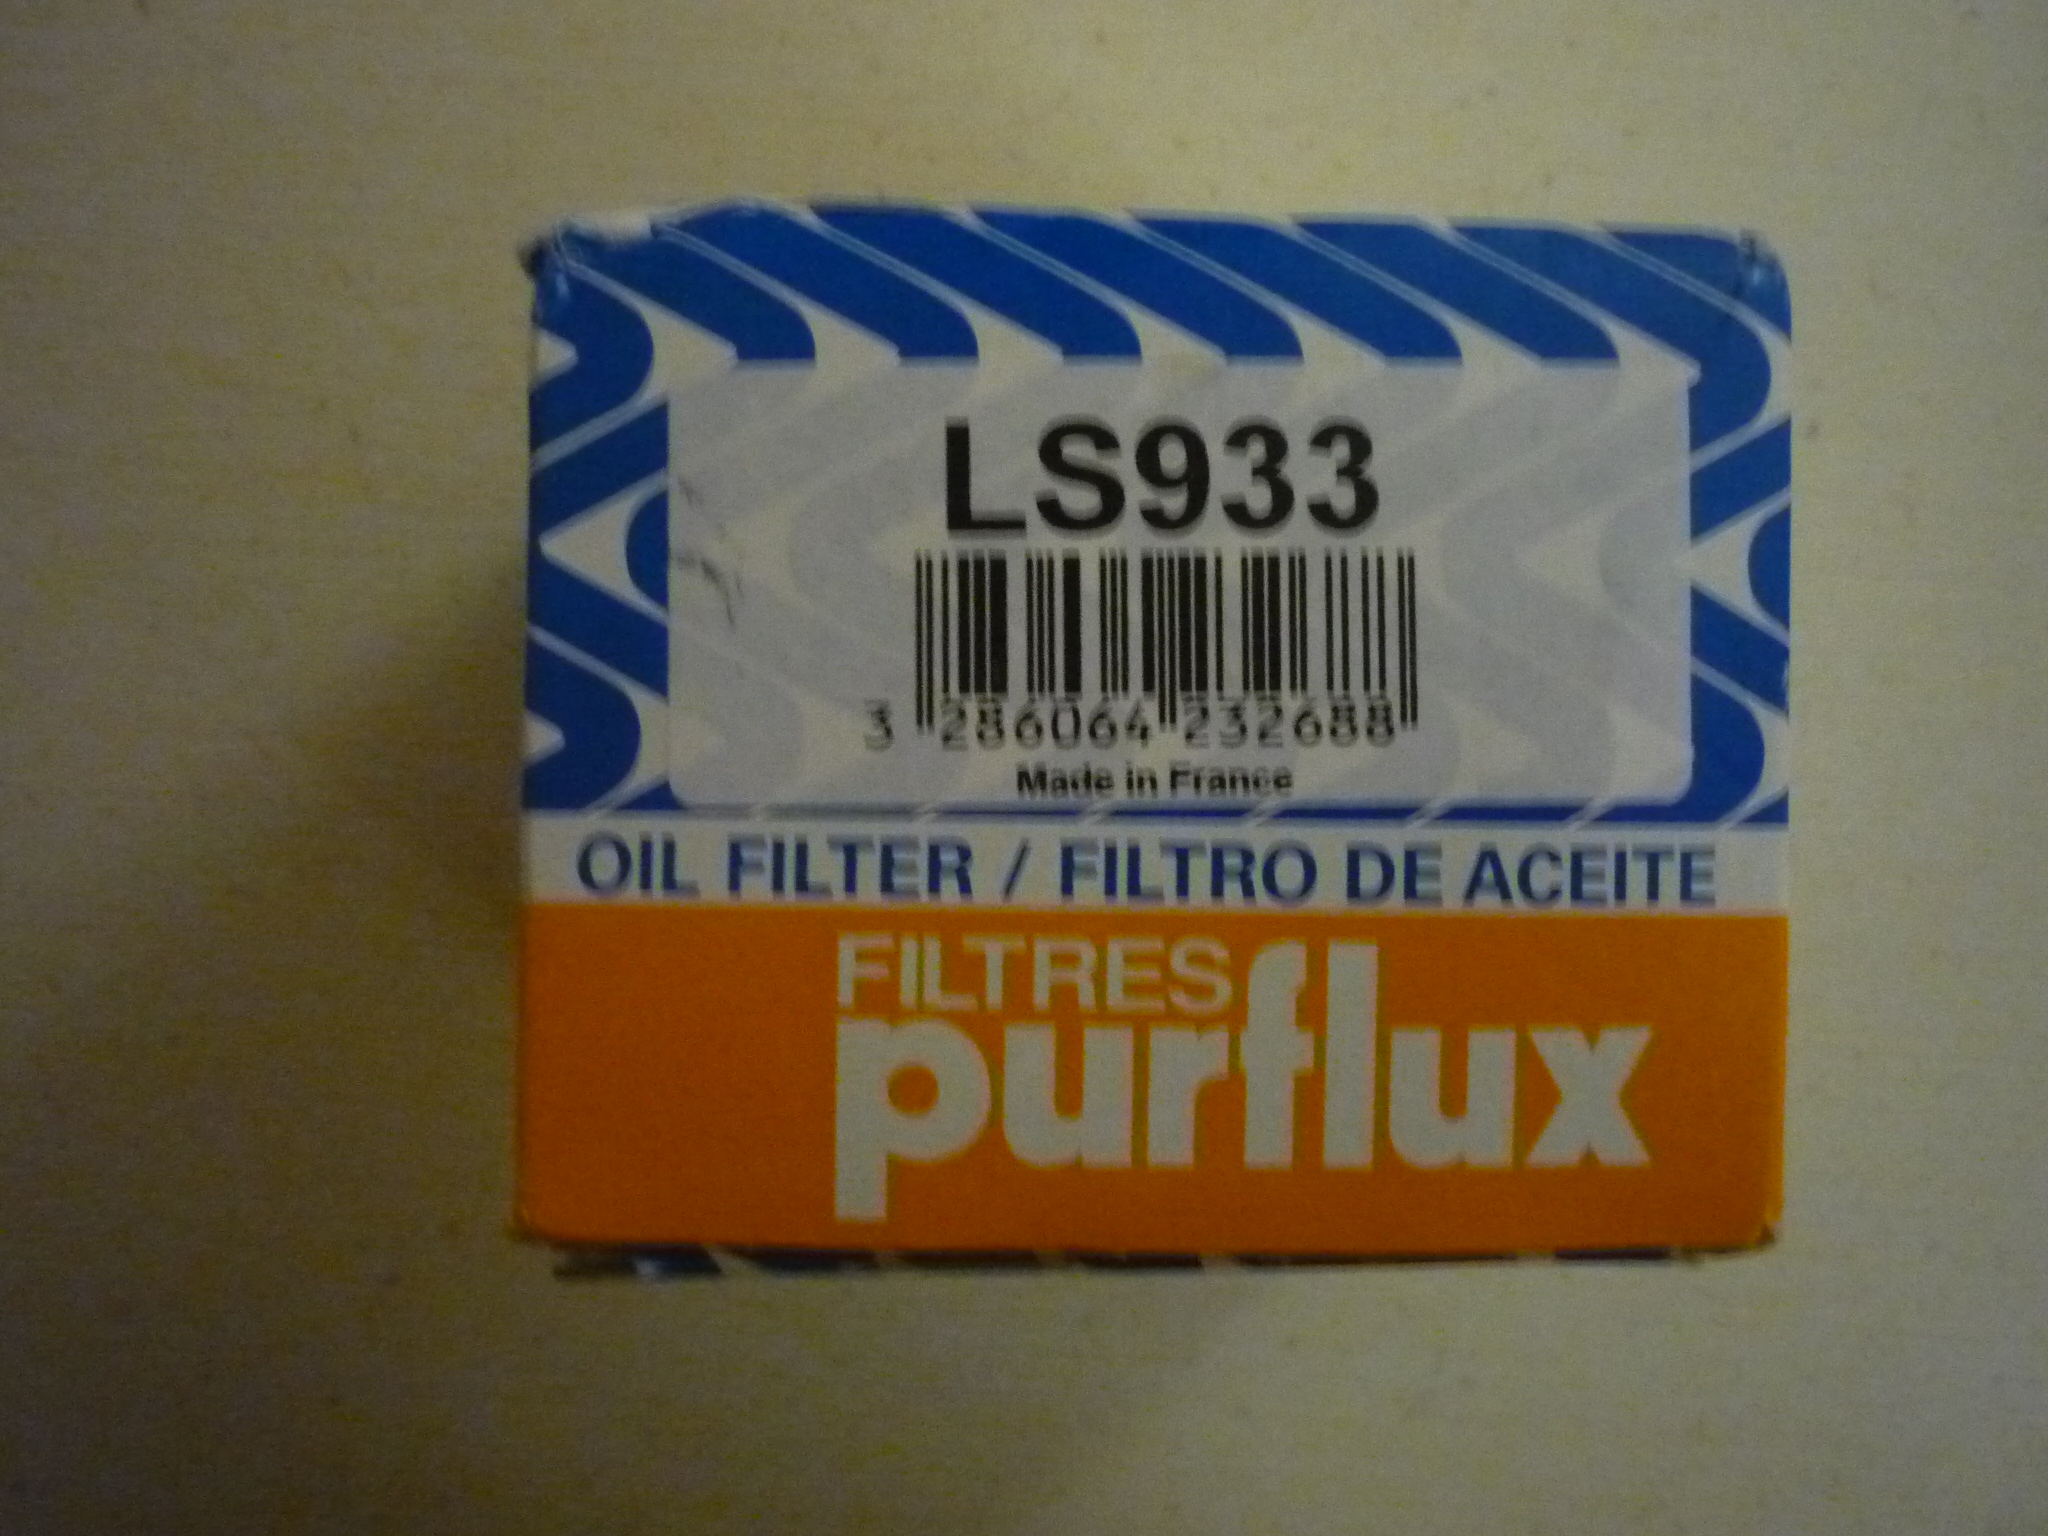 LS933
3 286064 232688
Made in France
OIL FILTER / FILTRO DE ACEITE
FILTRES
purflux